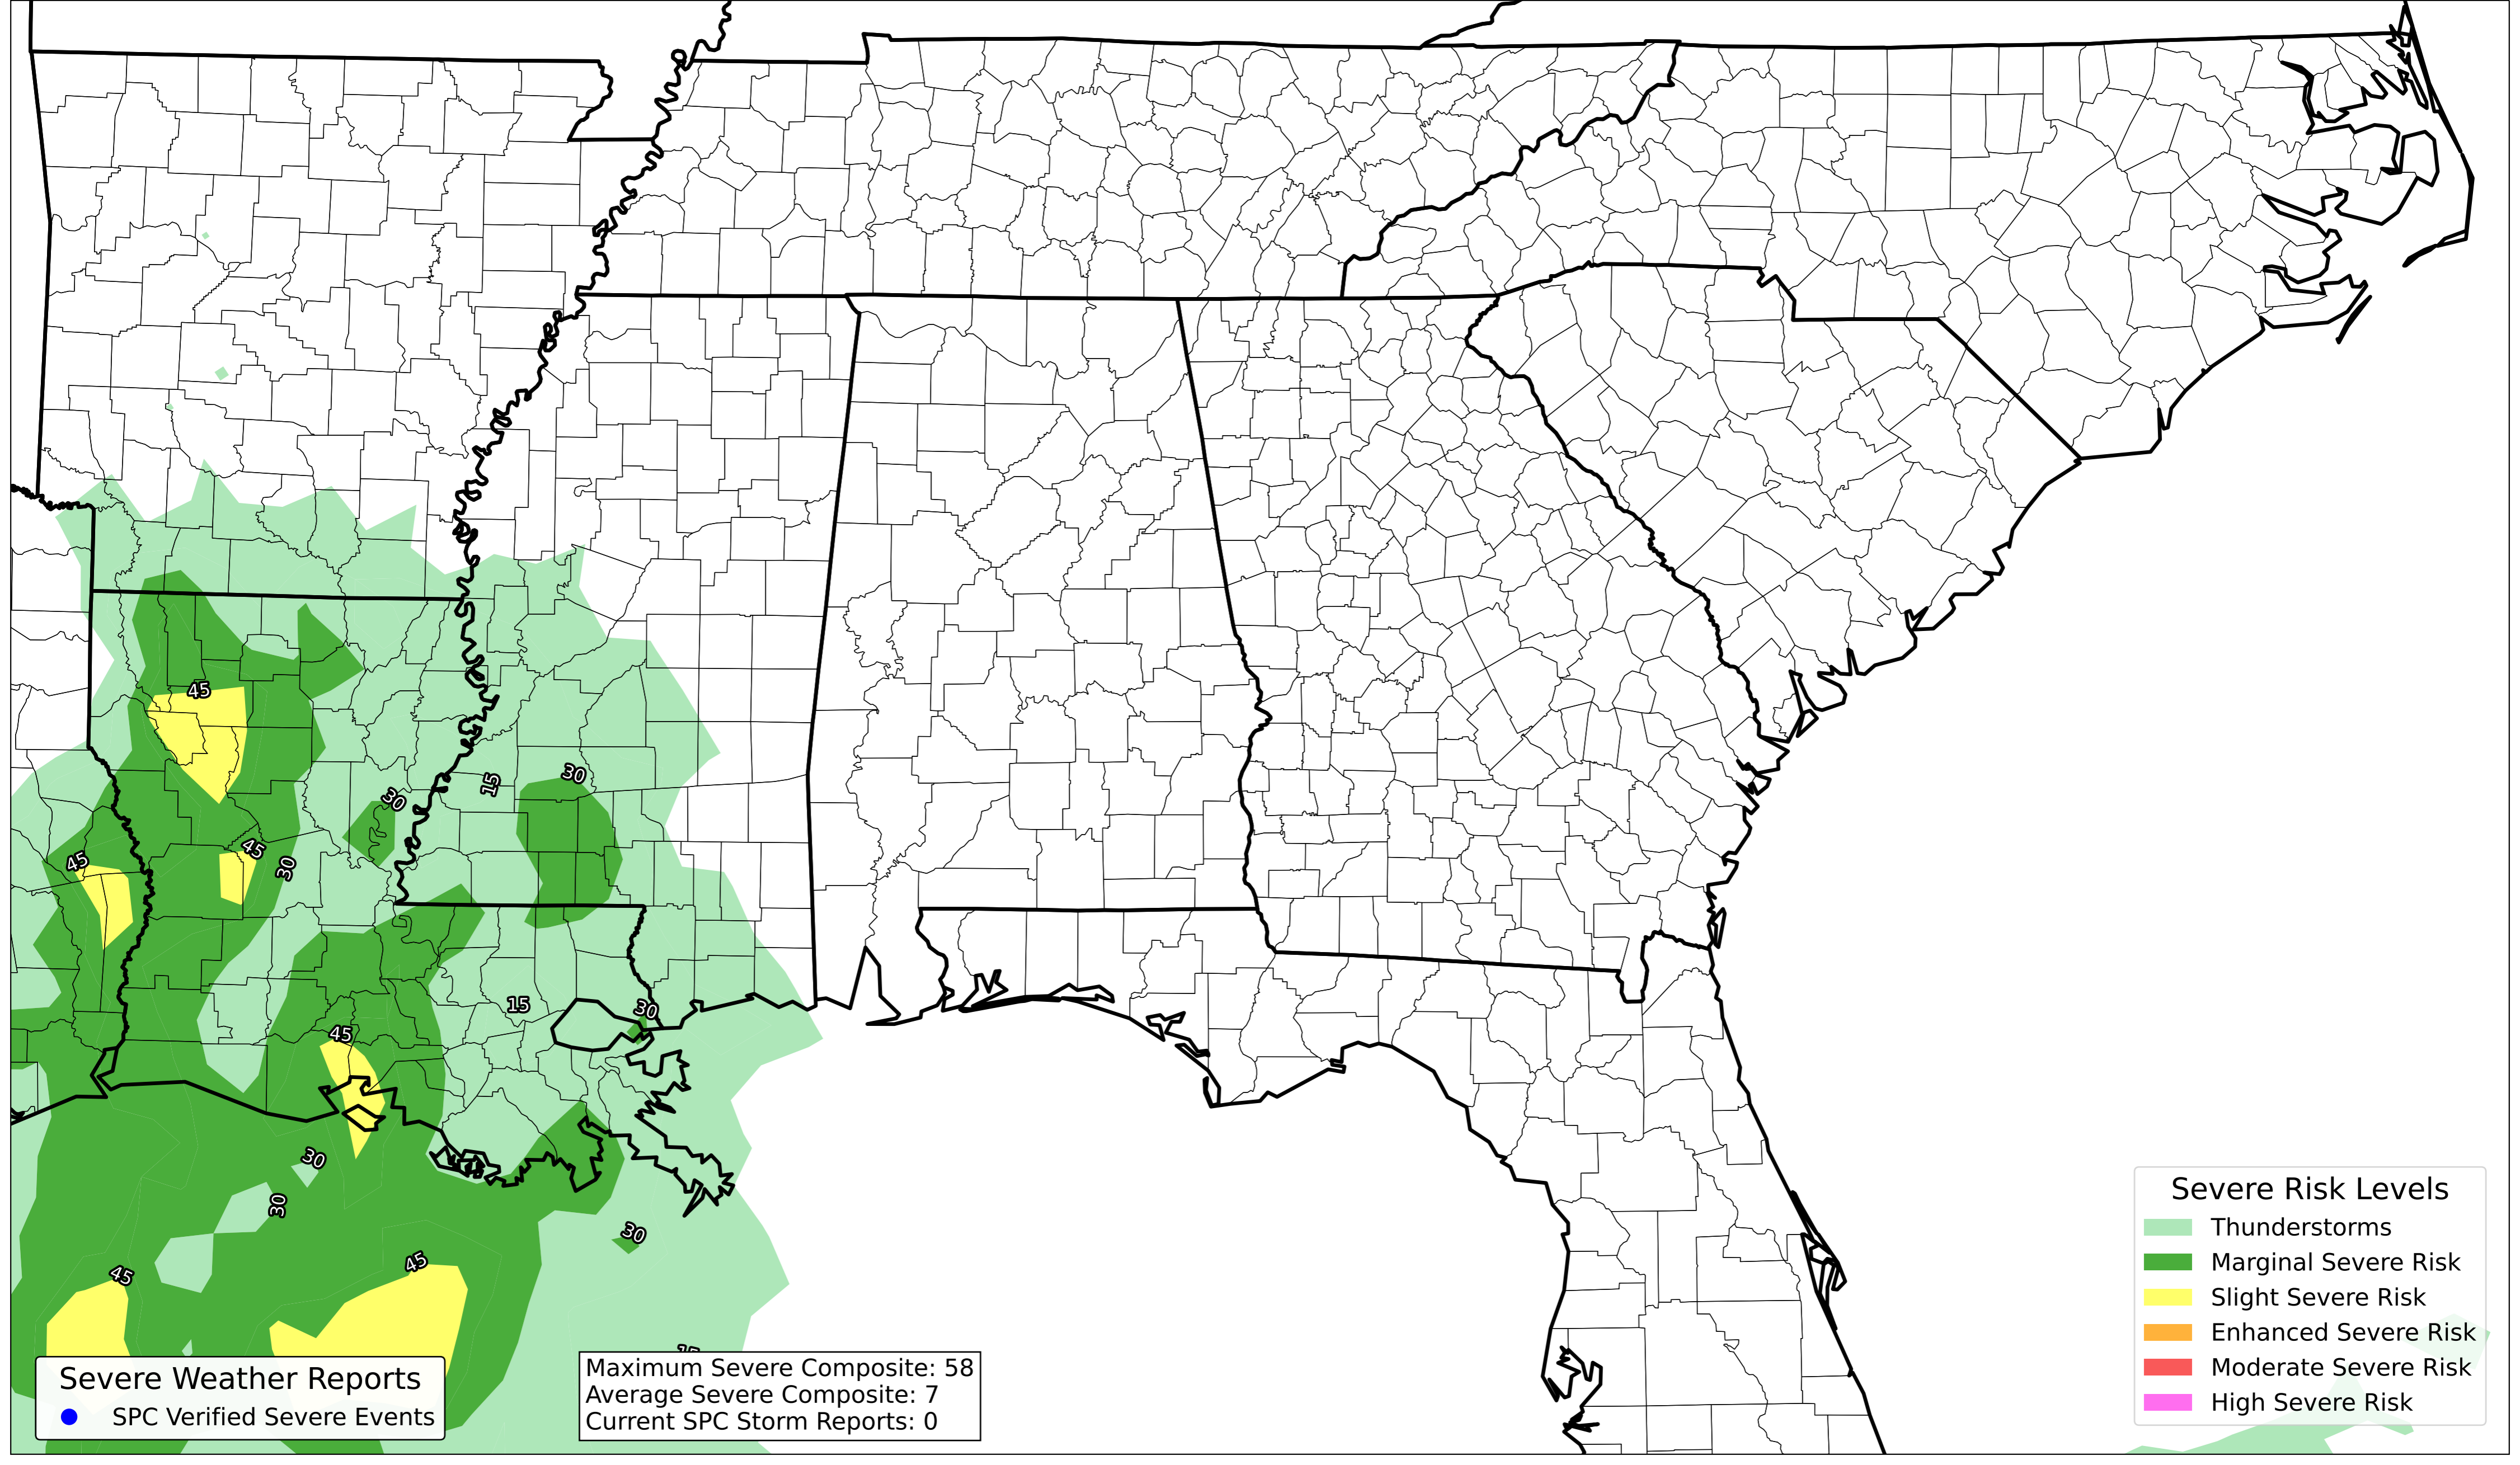 45
30
15
30
45
45
30
15
30
45
30
30
30
45
45
15
Severe Weather Reports
SPC Verified Severe Events
Maximum Severe Composite: 58
Average Severe Composite: 7
Current SPC Storm Reports: 0
Severe Risk Levels
Thunderstorms
Marginal Severe Risk
Slight Severe Risk
Enhanced Severe Risk
Moderate Severe Risk
High Severe Risk